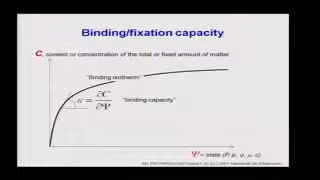 Binding/fixation capacity
C, content or concentration of the total or fixed amount of matter
"Binding isotherm"
ε = ∂C/∂Ψ
"binding capacity"
Ψ= state (P, p, φ, μ, c)